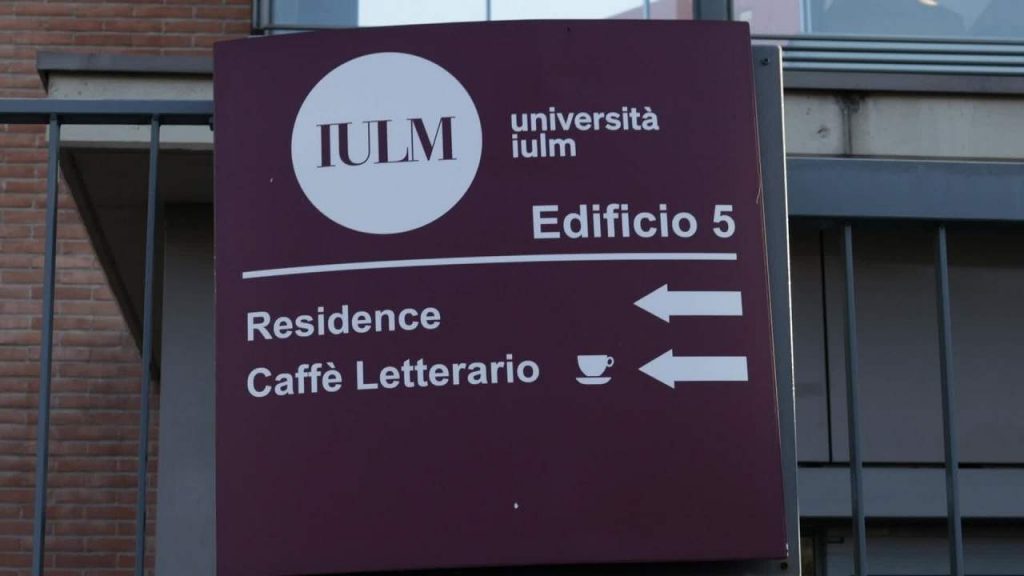 IULM
università
iulm
Edificio 5
Residence
Caffè Letterario